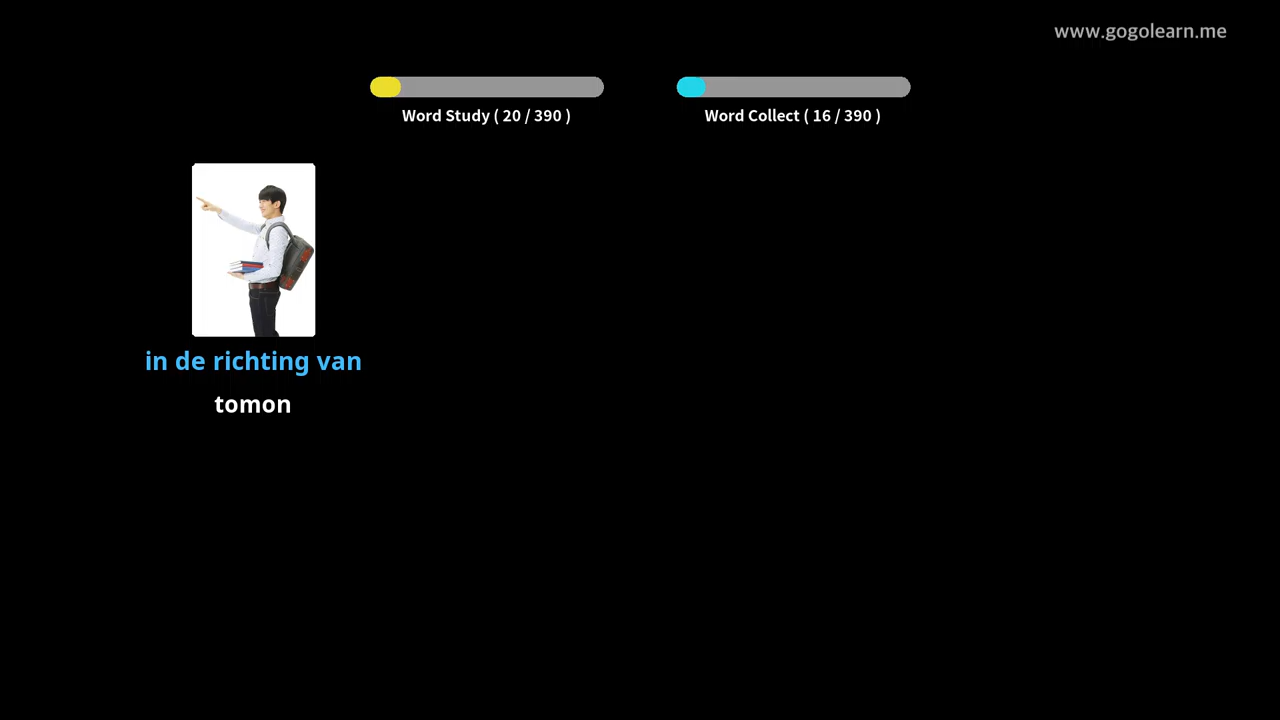 www.gogolearn.me
Word Study ( 20 / 390 )
Word Collect ( 16 / 390 )
in de richting van
tomon